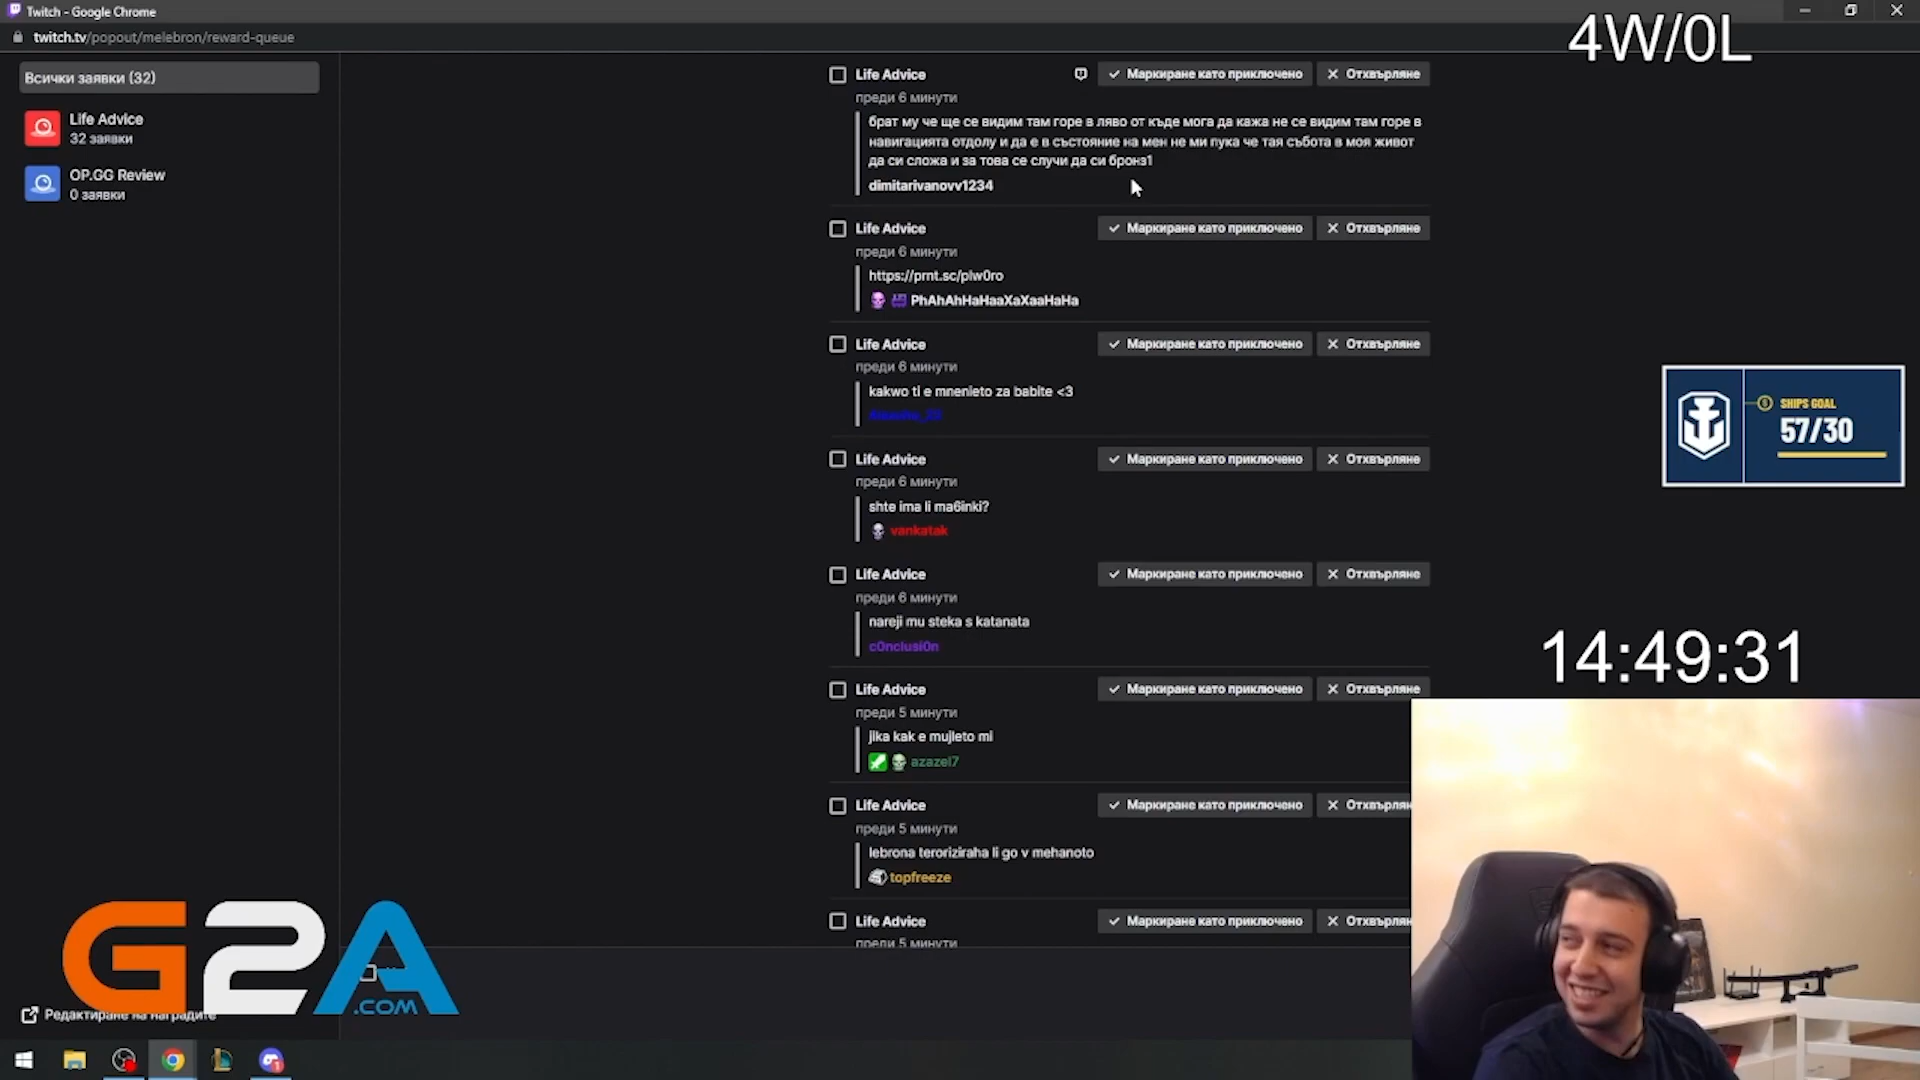 Twitch - Google Chrome
twitch.tv/popout/melebron/reward-queue
4W/0L
Всички заявки (32)
Life Advice
32 заявки
OP.GG Review
0 заявки
Life Advice
Маркиране като приключено
Отхвърляне
преди 6 минути
брат му че ще се видим там горе в ляво от къде мога да кажа не се видим там горе в
навигацията отдолу и да е в състояние на мен не ми пука че тая събота в моя живот
да си сложа и за това се случи да си бронз1
dimitarivanovv1234
Life Advice
Маркиране като приключено
Отхвърляне
преди 6 минути
https://prnt.sc/plw0ro
PhAhAhHaHaaXaXaaHaHa
Life Advice
Маркиране като приключено
Отхвърляне
преди 6 минути
kakwo ti e mnenieto za babite <3
Life Advice
Маркиране като приключено
Отхвърляне
преди 6 минути
shte ima li ma6inki?
vankatak
Life Advice
Маркиране като приключено
Отхвърляне
преди 6 минути
nareji mu steka s katanata
c0nclusi0n
Life Advice
Маркиране като приключено
Отхвърляне
преди 5 минути
jika kak e mujleto mi
azazel7
Life Advice
Маркиране като приключено
преди 5 минути
lebrona teroriziraha li go v mehanoto
topfreeze
Life Advice
Маркиране като приключено
преди 5 минути
SHIPS GOAL
57/30
14:49:31
G2A
.COM
Редактиране на наградите